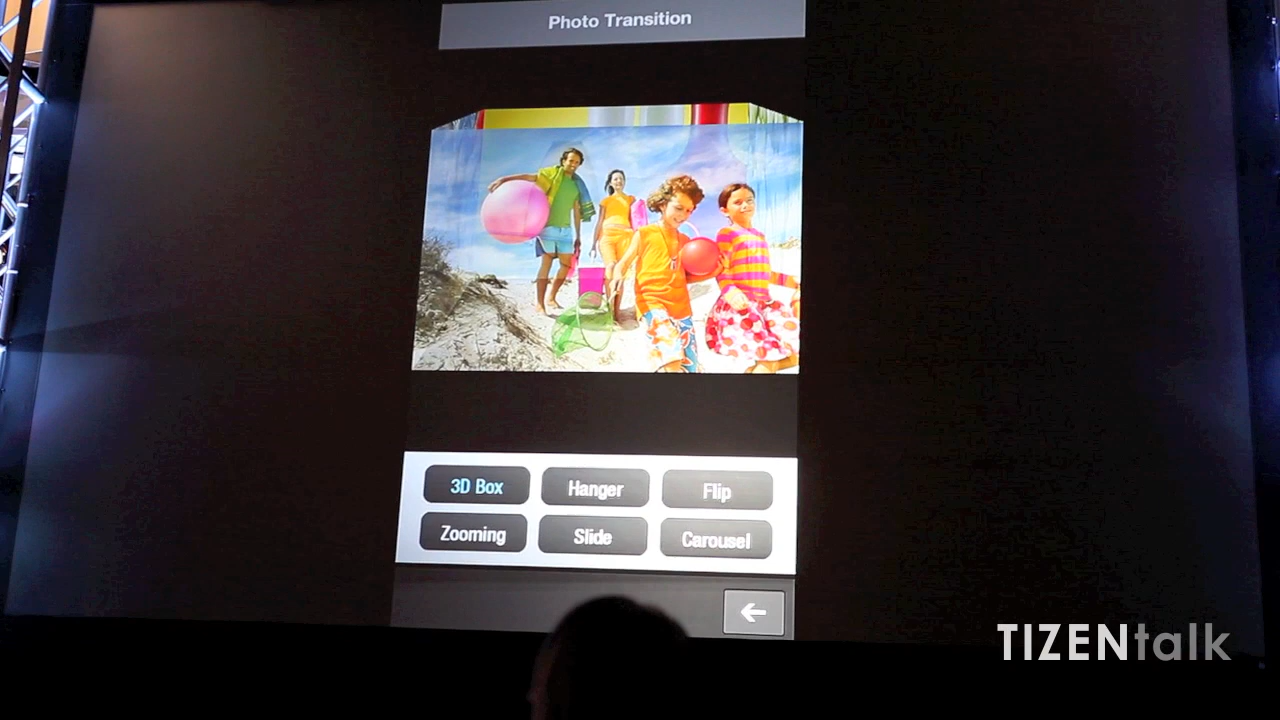 Photo Transition
3D Box
Hanger
Flip
Zooming
Slide
Carousel
TIZENtalk